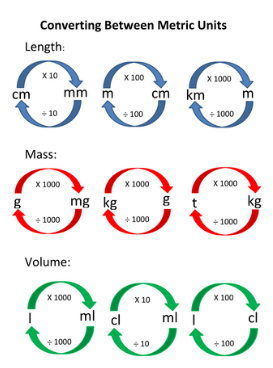 Converting Between Metric Units
Length:
X 10 X 100 X 1000
cm mm m cm km m
÷ 10 ÷ 100 ÷ 1000
Mass:
X 1000 X 1000 X 1000
g mg kg g t kg
÷ 1000 ÷ 1000 ÷ 1000
Volume:
X 1000 X 10 X 100
l ml cl ml l cl
÷ 1000 ÷ 10 ÷ 100